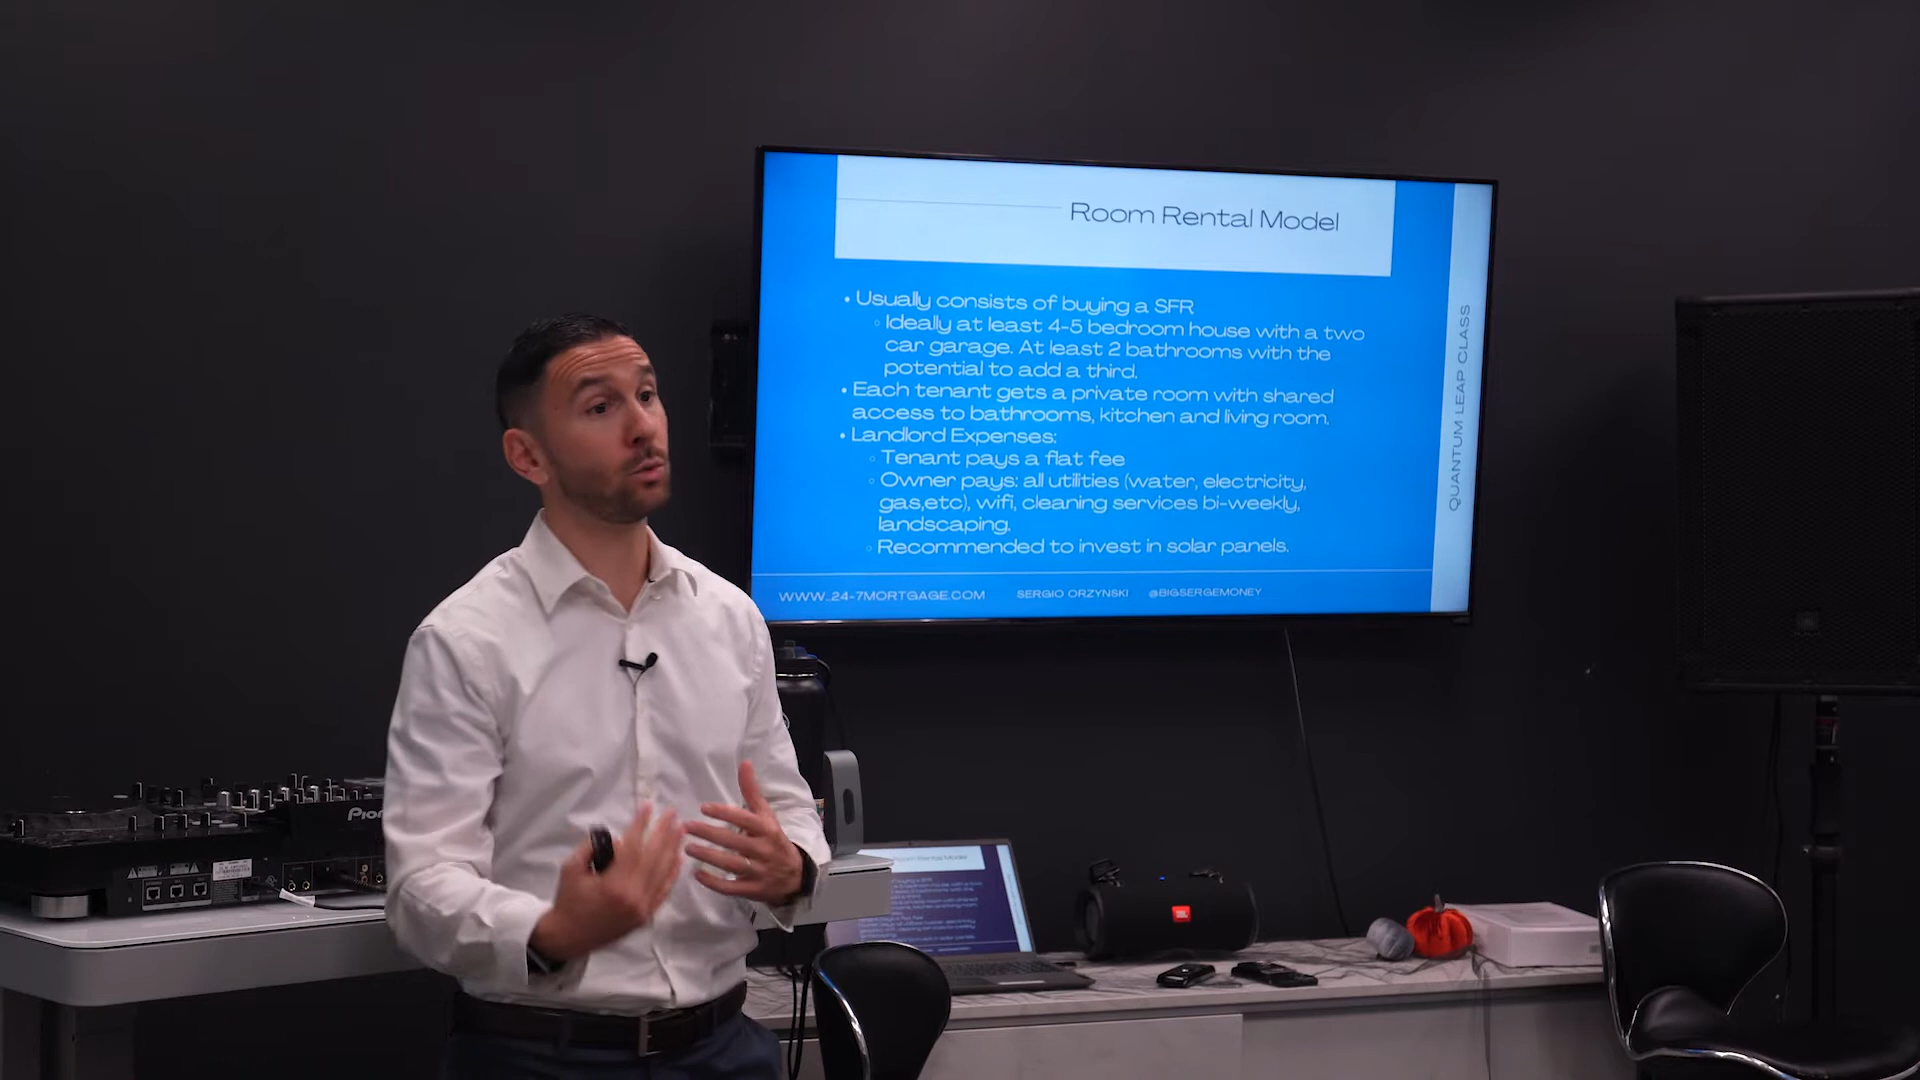 Room Rental Model
• Usually consists of buying a SFR
◦ Ideally at least 4-5 bedroom house with a two
car garage. At least 2 bathrooms with the
potential to add a third.
• Each tenant gets a private room with shared
access to bathrooms, kitchen and living room.
• Landlord Expenses:
◦ Tenant pays a flat fee
◦ Owner pays: all utilities (water, electricity,
gas,etc), wifi, cleaning services bi-weekly,
landscaping.
◦ Recommended to invest in solar panels.
WWW.24-7MORTGAGE.COM SERGIO ORZYNSKI @BIGSERGEMONEY
QUANTUM LEAP CLASS
Pion
Room Rental Model
JBL